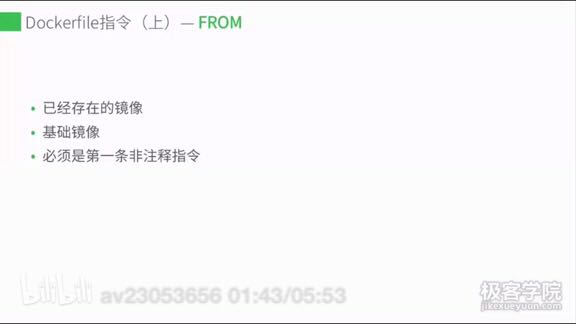 Dockerfile指令（上）— FROM
• 已经存在的镜像
• 基础镜像
• 必须是第一条非注释指令
bilibili av23053656 01:43/05:53
极客学院
jikexueyuan.com